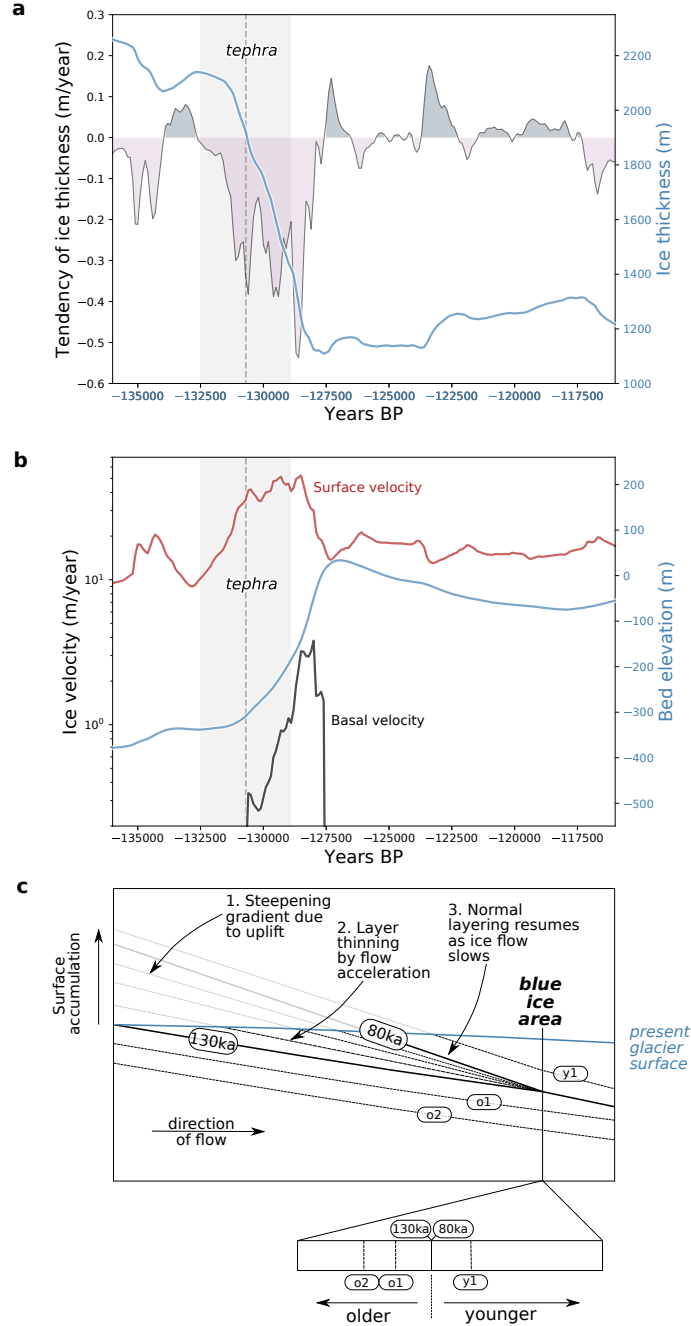 a
0.3
0.2
0.1
0.0
−0.1
−0.2
−0.3
−0.4
−0.5
−0.6
Tendency of ice thickness (m/year)
tephra
2200
2000
1800
1600
1400
1200
1000
Ice thickness (m)
−135000 −132500 −130000 −127500 −125000 −122500 −120000 −117500
Years BP
b
10¹
10⁰
Ice velocity (m/year)
Surface velocity
tephra
Basal velocity
200
100
0
−100
−200
−300
−400
−500
Bed elevation (m)
−135000 −132500 −130000 −127500 −125000 −122500 −120000 −117500
Years BP
c
Surface
accumulation
1. Steepening
gradient due
to uplift
2. Layer
thinning
by flow
acceleration
3. Normal
layering resumes
as ice flow
slows
blue
ice
area
present
glacier
surface
130ka
80ka
y1
o1
o2
direction
of flow
130ka 80ka
o2 o1 y1
older younger